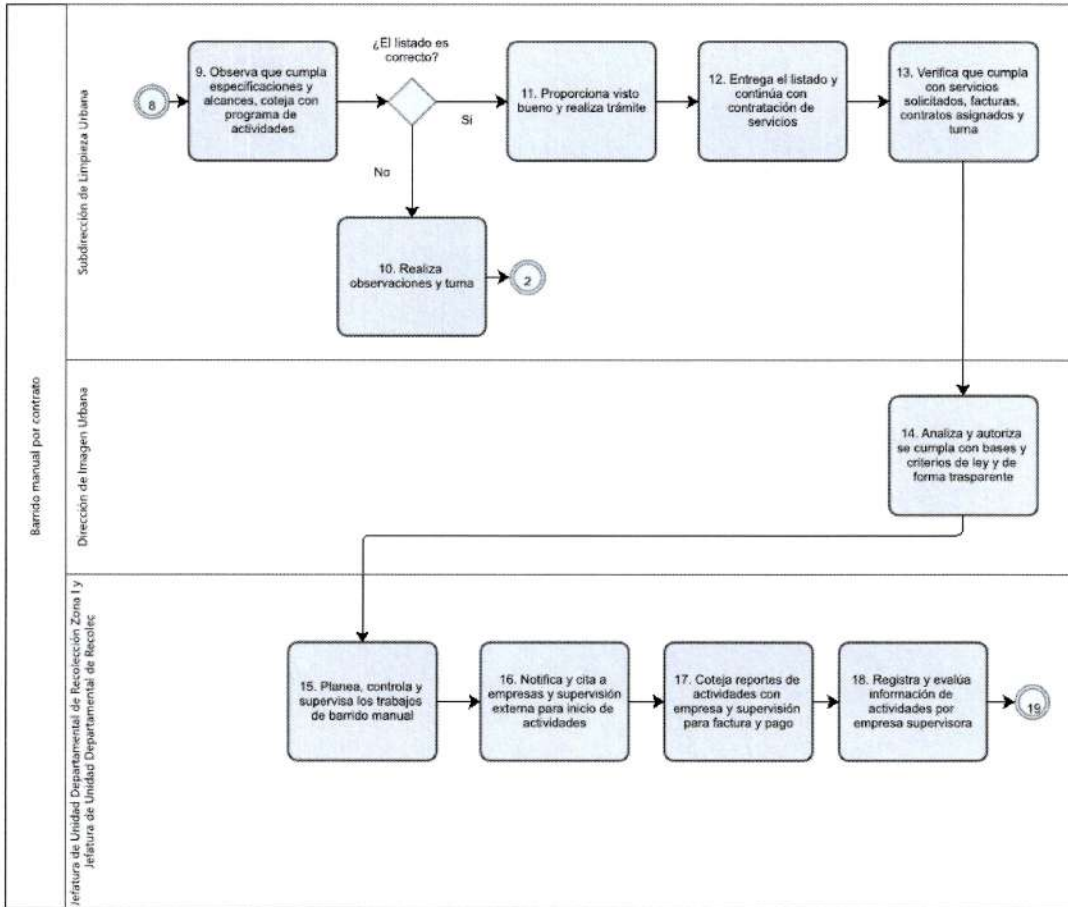 Barrido manual por contrato
Subdirección de Limpieza Urbana
8
9. Observa que cumpla
especificaciones y
alcances, coteja con
programa de
actividades
¿El listado es
correcto?
Si
No
10. Realiza
observaciones y turna
2
11. Proporciona visto
bueno y realiza trámite
12. Entrega el listado y
continúa con
contratación de
servicios
13. Verifica que cumpla
con servicios
solicitados, facturas,
contratos asignados y
turna
Dirección de Imagen Urbana
14. Analiza y autoriza
se cumpla con bases y
criterios de ley y de
forma trasparente
Jefatura de Unidad Departamental de Recolección Zona I y
Jefatura de Unidad Departamental de Recolec
15. Planea, controla y
supervisa los trabajos
de barrido manual
16. Notifica y cita a
empresas y supervisión
externa para inicio de
actividades
17. Coteja reportes de
actividades con
empresa y supervisión
para factura y pago
18. Registra y evalúa
información de
actividades por
empresa supervisora
19